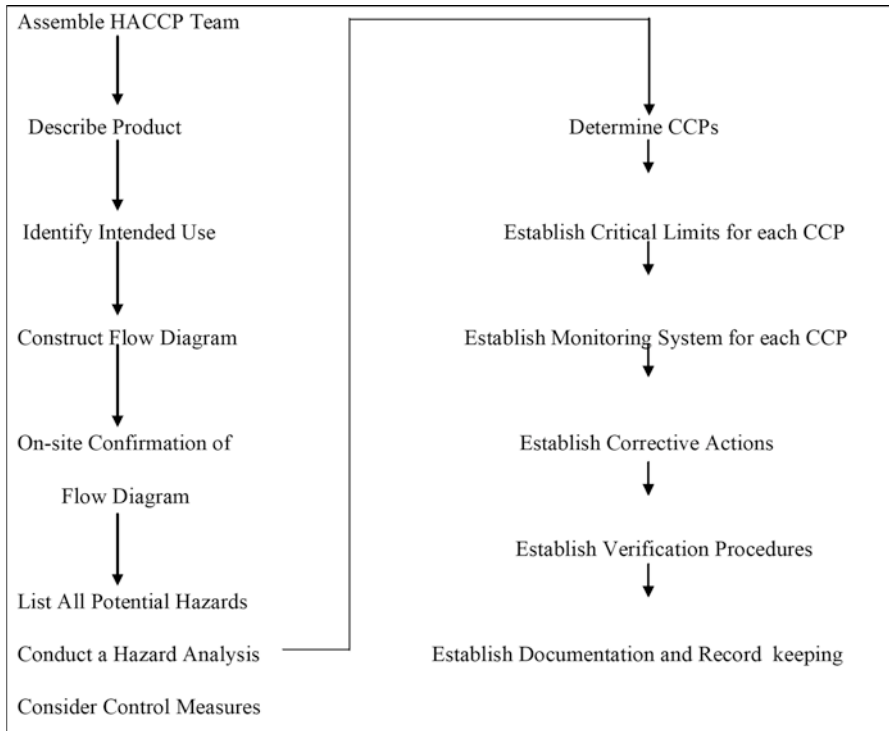 Assemble HACCP Team
Describe Product
Identify Intended Use
Construct Flow Diagram
On-site Confirmation of
Flow Diagram
List All Potential Hazards
Conduct a Hazard Analysis
Consider Control Measures
Determine CCPs
Establish Critical Limits for each CCP
Establish Monitoring System for each CCP
Establish Corrective Actions
Establish Verification Procedures
Establish Documentation and Record keeping